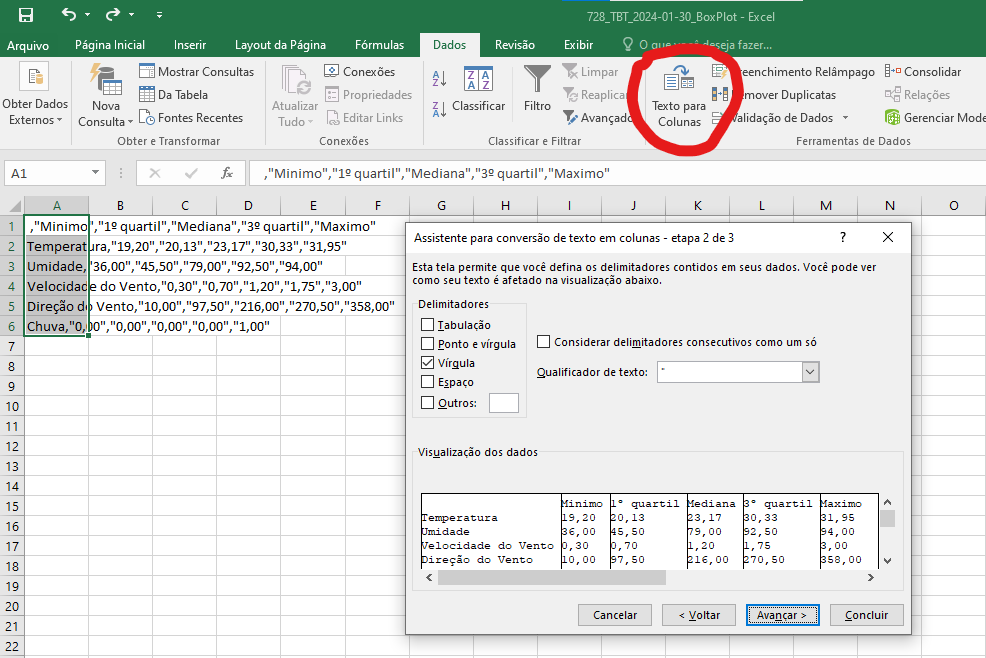 728_TBT_2024-01-30_BoxPlot - Excel
Arquivo Página Inicial Inserir Layout da Página Fórmulas Dados Revisão Exibir O que você deseja fazer...
Obter Dados Externos
Nova Consulta
Mostrar Consultas
Da Tabela
Fontes Recentes
Obter e Transformar
Atualizar Tudo
Conexões
Propriedades
Editar Links
Conexões
Classificar
Filtro
Limpar
Reaplicar
Avançado
Classificar e Filtrar
Texto para Colunas
reenchimento Relâmpago
emover Duplicatas
alidação de Dados
Consolidar
Relações
Gerenciar Mode
Ferramentas de Dados
A1 fx ,"Minimo","1º quartil","Mediana","3º quartil","Maximo"
A B C D E F G H I J K L M N O
1 ,"Minimo","1º quartil","Mediana","3º quartil","Maximo"
2 Temperatura,"19,20","20,13","23,17","30,33","31,95"
3 Umidade,"36,00","45,50","79,00","92,50","94,00"
4 Velocidade do Vento,"0,30","0,70","1,20","1,75","3,00"
5 Direção do Vento,"10,00","97,50","216,00","270,50","358,00"
6 Chuva,"0,00","0,00","0,00","0,00","1,00"
7
8
9
10
11
12
13
14
15
16
17
18
19
20
21
22
Assistente para conversão de texto em colunas - etapa 2 de 3 ?
Esta tela permite que você defina os delimitadores contidos em seus dados. Você pode ver
como seu texto é afetado na visualização abaixo.
Delimitadores
Tabulação
Ponto e vírgula
Vírgula
Espaço
Outros:
Considerar delimitadores consecutivos como um só
Qualificador de texto: "
Visualização dos dados
Minimo 1º quartil Mediana 3º quartil Maximo
Temperatura 19,20 20,13 23,17 30,33 31,95
Umidade 36,00 45,50 79,00 92,50 94,00
Velocidade do Vento 0,30 0,70 1,20 1,75 3,00
Direção do Vento 10,00 97,50 216,00 270,50 358,00
Cancelar < Voltar Avançar > Concluir